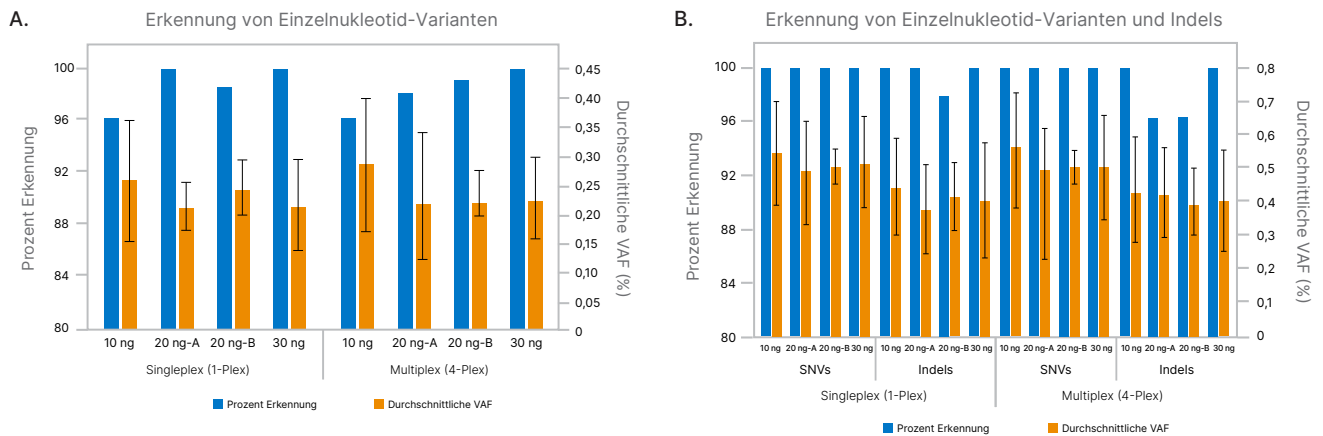 A.
Erkennung von Einzelnukleotid-Varianten
Prozent Erkennung
100
96
92
88
84
80
0,45
0,40
0,35
0,30
0,25
0,20
0,15
0,10
0,05
0
Durchschnittliche VAF (%)
10 ng 20 ng-A 20 ng-B 30 ng 10 ng 20 ng-A 20 ng-B 30 ng
Singleplex (1-Plex) Multiplex (4-Plex)
Prozent Erkennung Durchschnittliche VAF
B.
Erkennung von Einzelnukleotid-Varianten und Indels
Prozent Erkennung
100
96
92
88
84
80
0,8
0,7
0,6
0,5
0,4
0,3
0,2
0,1
0
Durchschnittliche VAF (%)
10 ng 20 ng-A 20 ng-B 30 ng 10 ng 20 ng-A 20 ng-B 30 ng 10 ng 20 ng-A 20 ng-B 30 ng 10 ng 20 ng-A 20 ng-B 30 ng
SNVs Indels SNVs Indels
Singleplex (1-Plex) Multiplex (4-Plex)
Prozent Erkennung Durchschnittliche VAF